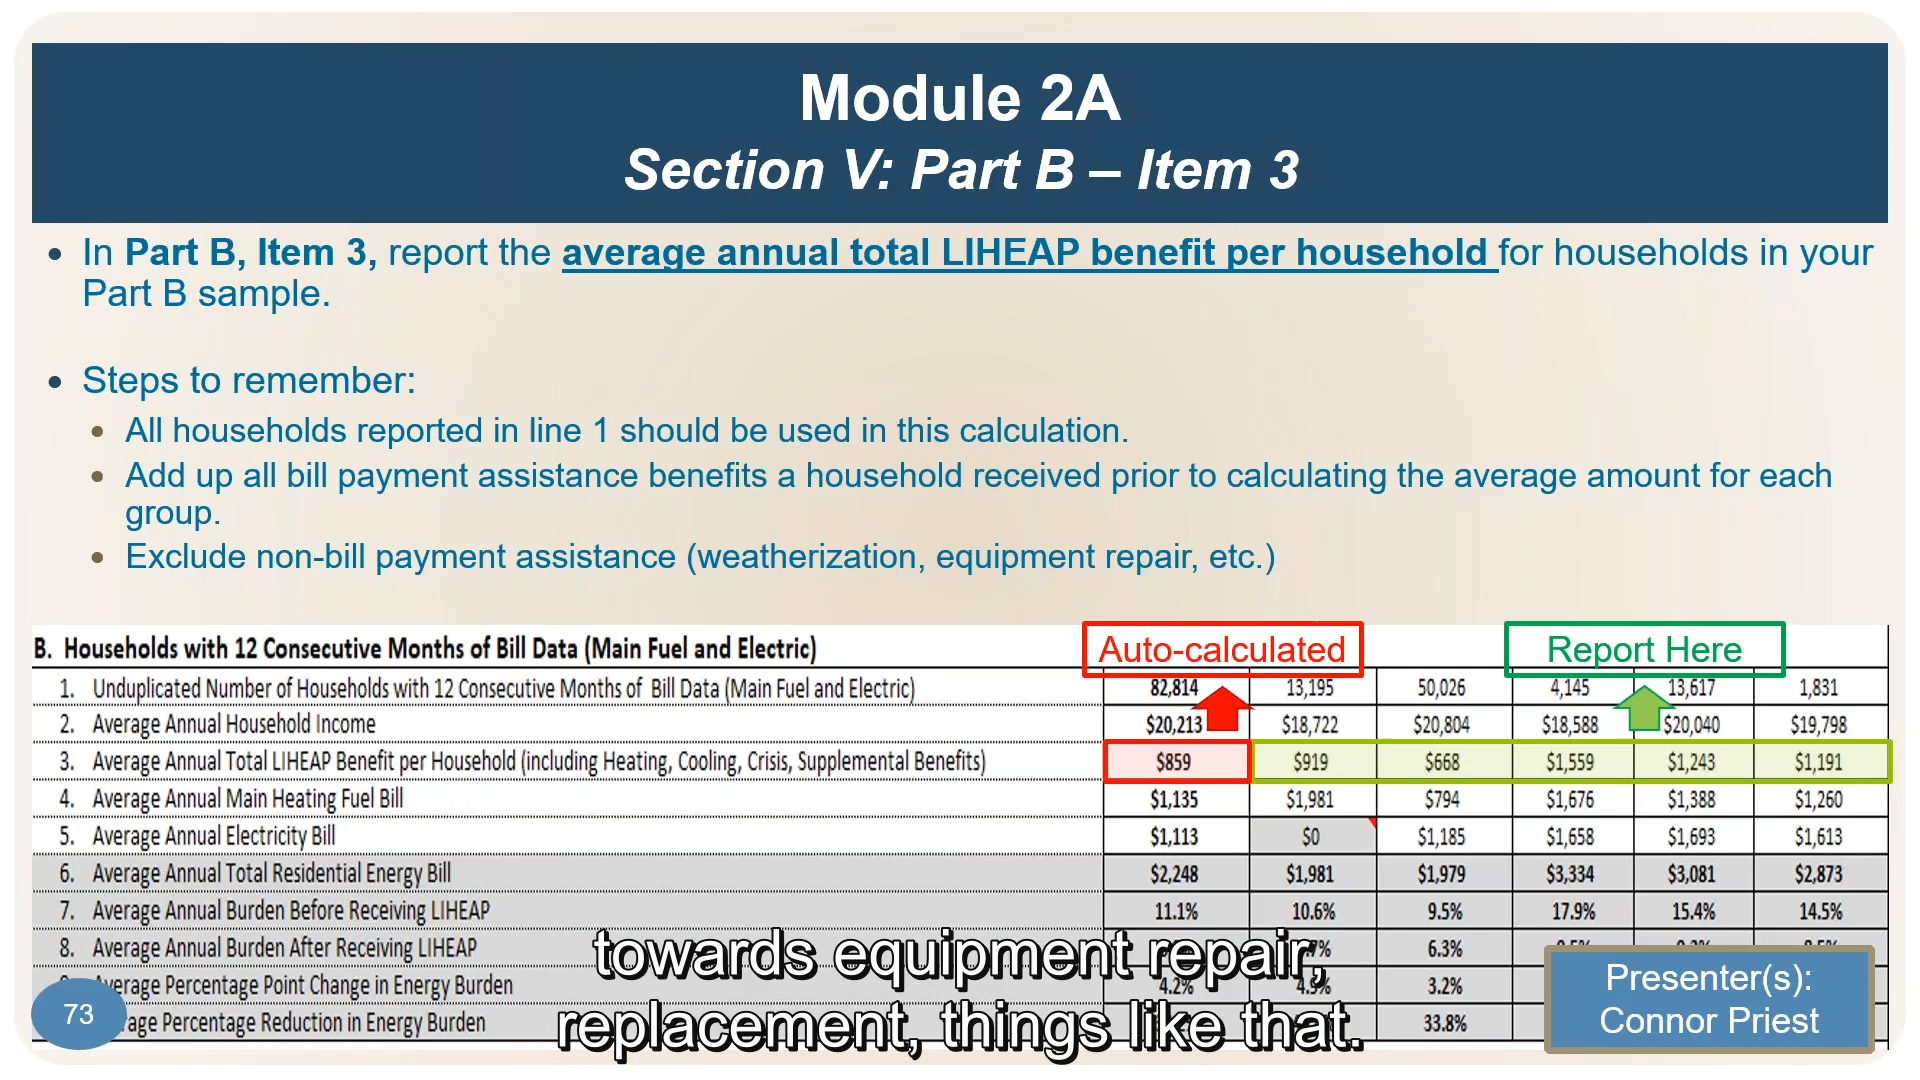 Module 2A
Section V: Part B – Item 3
In Part B, Item 3, report the average annual total LIHEAP benefit per household for households in your
Part B sample.
Steps to remember:
All households reported in line 1 should be used in this calculation.
Add up all bill payment assistance benefits a household received prior to calculating the average amount for each
group.
Exclude non-bill payment assistance (weatherization, equipment repair, etc.)
Auto-calculated
Report Here
B. Households with 12 Consecutive Months of Bill Data (Main Fuel and Electric)
1. Unduplicated Number of Households with 12 Consecutive Months of Bill Data (Main Fuel and Electric) 82,814 13,195 50,026 4,145 13,617 1,831
2. Average Annual Household Income $20,213 $18,722 $20,804 $18,588 $20,040 $19,798
3. Average Annual Total LIHEAP Benefit per Household (including Heating, Cooling, Crisis, Supplemental Benefits) $859 $919 $668 $1,559 $1,243 $1,191
4. Average Annual Main Heating Fuel Bill $1,135 $1,981 $794 $1,676 $1,388 $1,260
5. Average Annual Electricity Bill $1,113 $0 $1,185 $1,658 $1,693 $1,613
6. Average Annual Total Residential Energy Bill $2,248 $1,981 $1,979 $3,334 $3,081 $2,873
7. Average Annual Burden Before Receiving LIHEAP 11.1% 10.6% 9.5% 17.9% 15.4% 14.5%
8. Average Annual Burden After Receiving LIHEAP 6.3%
Percentage Point Change in Energy Burden 4.2% 4.9% 3.2%
Percentage Reduction in Energy Burden 33.8%
towards equipment repair,
replacement, things like that.
Presenter(s):
Connor Priest
73